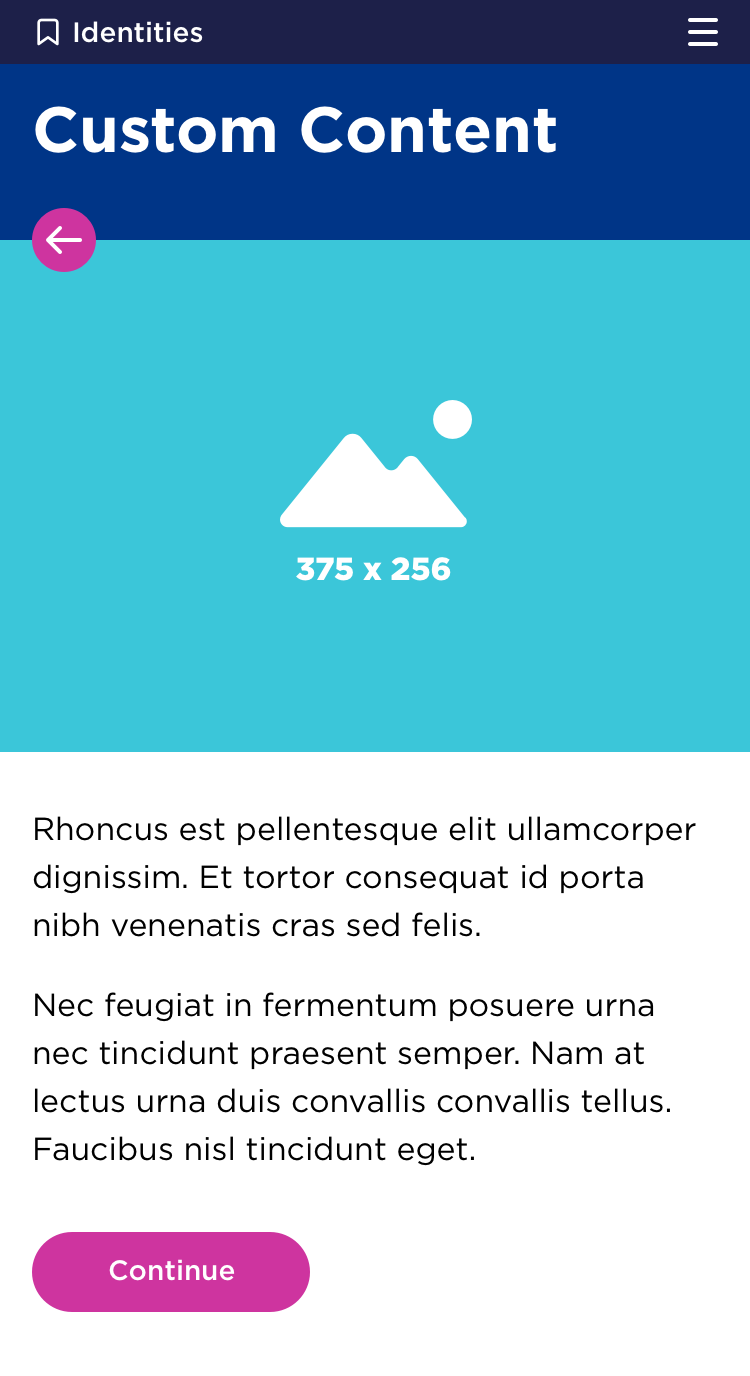 Identities
Custom Content
375 x 256
Rhoncus est pellentesque elit ullamcorper
dignissim. Et tortor consequat id porta
nibh venenatis cras sed felis.
Nec feugiat in fermentum posuere urna
nec tincidunt praesent semper. Nam at
lectus urna duis convallis convallis tellus.
Faucibus nisl tincidunt eget.
Continue